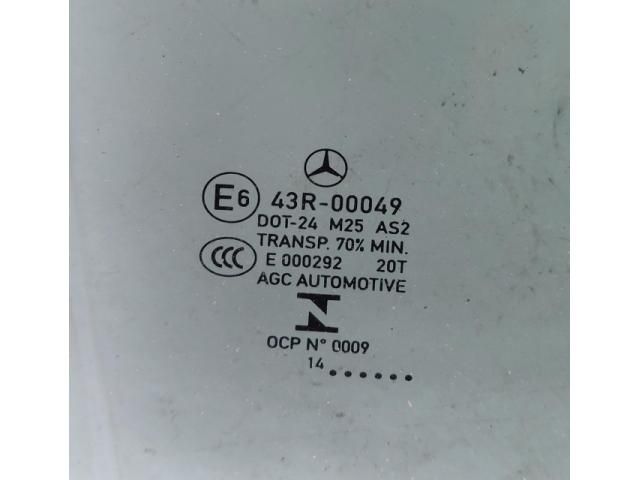 E6 43R-00049
DOT-24 M25 AS2
TRANSP. 70% MIN.
CCC E 000292 20T
AGC AUTOMOTIVE
N
OCP N° 0009
14......